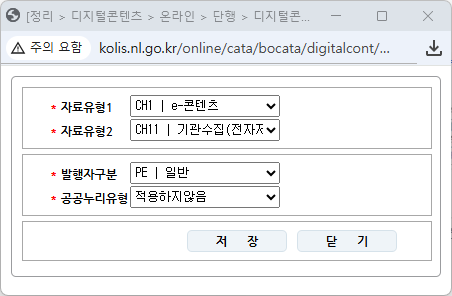 [정리 > 디지털콘텐츠 > 온라인 > 단행 > 디지털콘...
주의 요함 kolis.nl.go.kr/online/cata/bocata/digitalcont/...
* 자료유형1 CH1 | e-콘텐츠
* 자료유형2 CH11 | 기관수집(전자자
* 발행자구분 PE | 일반
* 공공누리유형 적용하지않음
저 장 닫 기